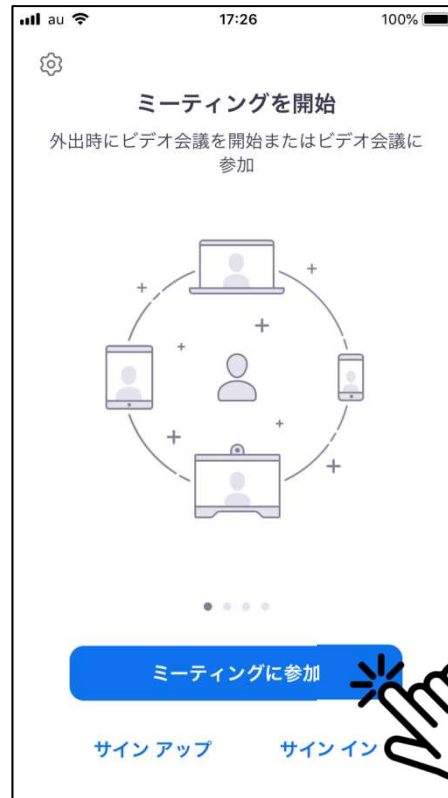 au 17:26 100%
ミーティングを開始
外出時にビデオ会議を開始またはビデオ会議に
参加
ミーティングに参加
サイン アップ サイン イン